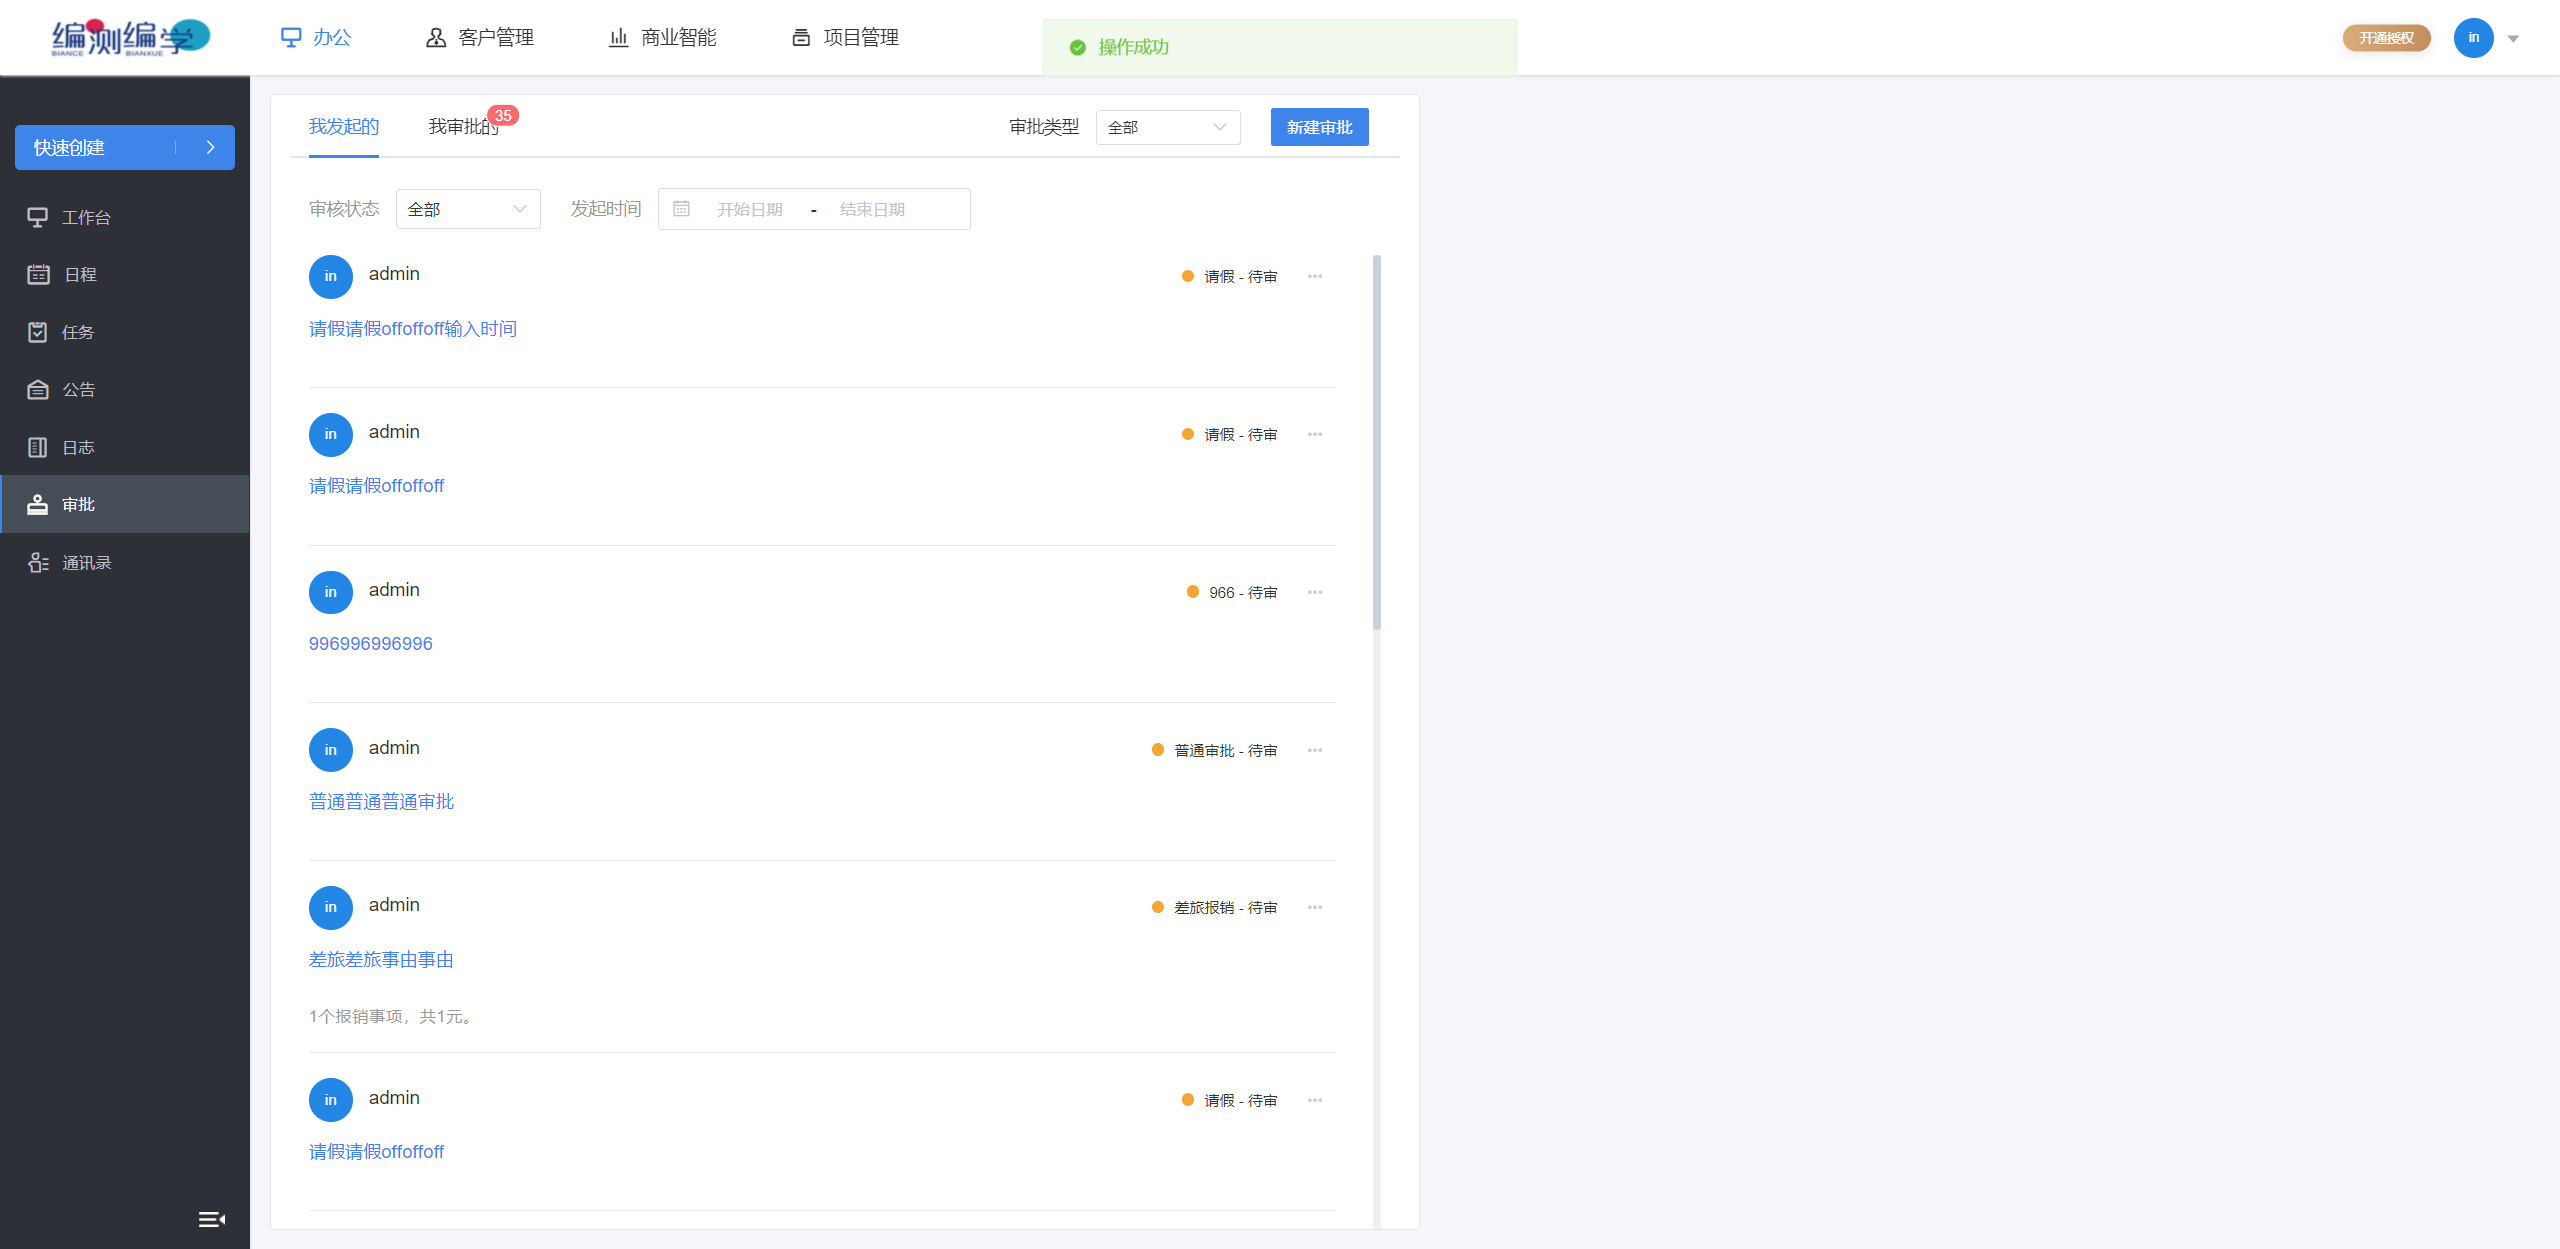 编测编学
BIANCE BIANXUE
办公
客户管理
商业智能
项目管理
操作成功
开通授权
in
快速创建
工作台
日程
任务
公告
日志
审批
通讯录
我发起的
我审批的
35
审批类型
全部
新建审批
审核状态
全部
发起时间
开始日期 - 结束日期
in
admin
请假 - 待审
请假请假offoffoff输入时间
in
admin
请假 - 待审
请假请假offoffoff
in
admin
966 - 待审
996996996996
in
admin
普通审批 - 待审
普通普通普通审批
in
admin
差旅报销 - 待审
差旅差旅事由事由
1个报销事项，共1元。
in
admin
请假 - 待审
请假请假offoffoff